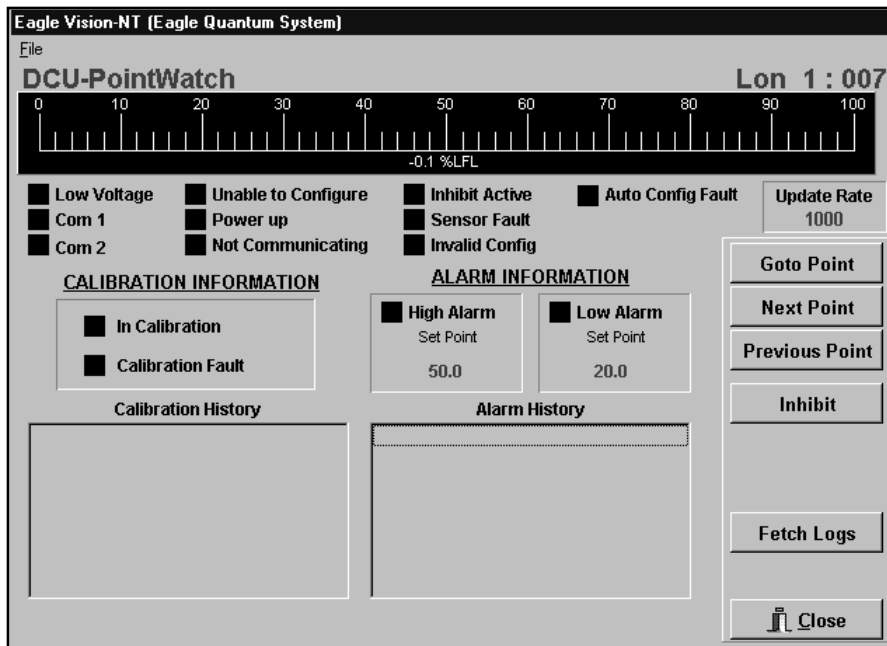 Eagle Vision-NT (Eagle Quantum System)
File
DCU-PointWatch Lon 1 : 007
0 10 20 30 40 50 60 70 80 90 100
-0.1 %LFL
Low Voltage Unable to Configure Inhibit Active Auto Config Fault
Com 1 Power up Sensor Fault
Com 2 Not Communicating Invalid Config
Update Rate
1000
CALIBRATION INFORMATION
In Calibration
Calibration Fault
ALARM INFORMATION
High Alarm Low Alarm
Set Point Set Point
50.0 20.0
Calibration History
Alarm History
Goto Point
Next Point
Previous Point
Inhibit
Fetch Logs
Close